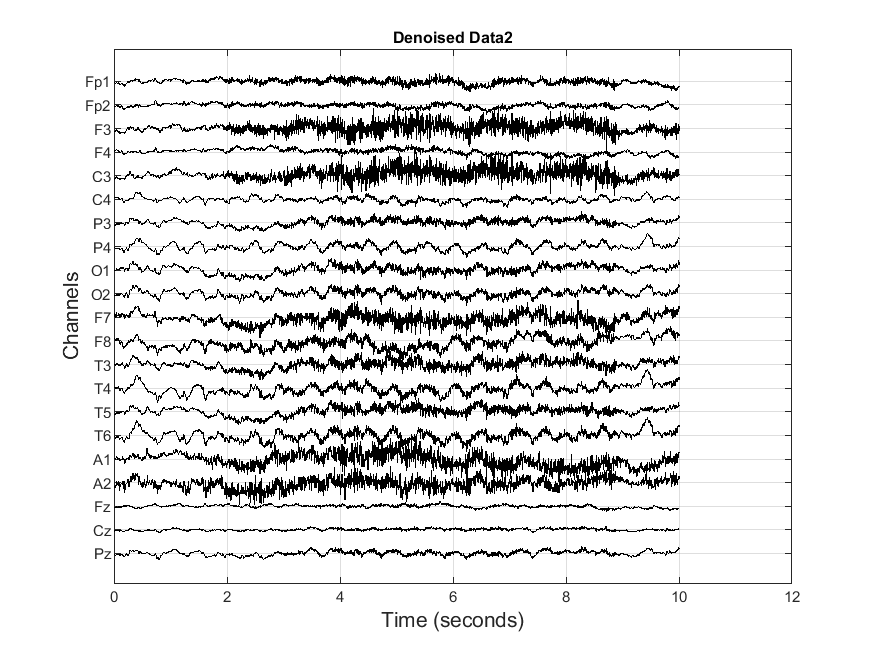 Denoised Data2
Channels
Fp1
Fp2
F3
F4
C3
C4
P3
P4
O1
O2
F7
F8
T3
T4
T5
T6
A1
A2
Fz
Cz
Pz
0 2 4 6 8 10 12
Time (seconds)